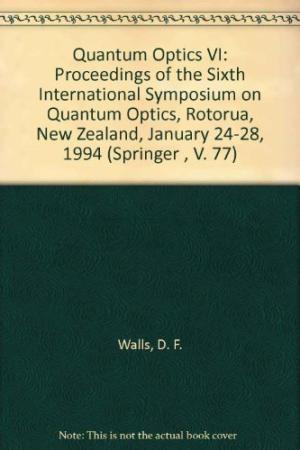 Quantum Optics VI:
Proceedings of the Sixth
International Symposium on
Quantum Optics, Rotorua,
New Zealand, January 24-28,
1994 (Springer , V. 77)
Walls, D. F.
Note: This is not the actual book cover